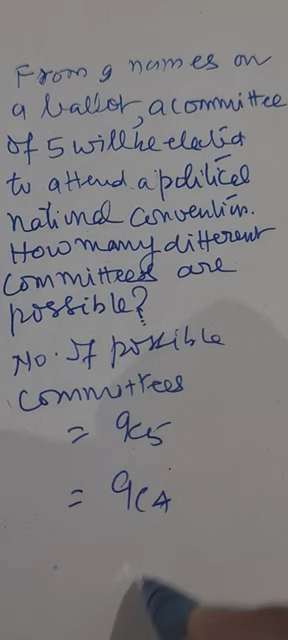 From 9 names on
a ballot, a committee
of 5 will be elected
to attend a political
national convention.
How many different
committees are
possible?
No. of possible
committees
= 9C5
= 9C4